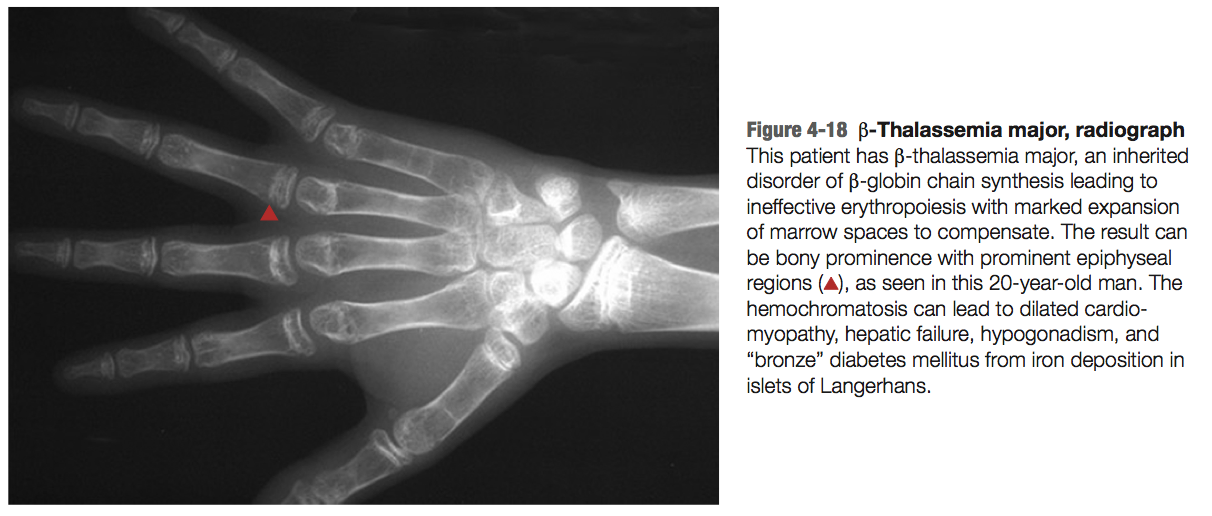 Figure 4-18 β-Thalassemia major, radiograph
This patient has β-thalassemia major, an inherited
disorder of β-globin chain synthesis leading to
ineffective erythropoiesis with marked expansion
of marrow spaces to compensate. The result can
be bony prominence with prominent epiphyseal
regions (▲), as seen in this 20-year-old man. The
hemochromatosis can lead to dilated cardio-
myopathy, hepatic failure, hypogonadism, and
“bronze” diabetes mellitus from iron deposition in
islets of Langerhans.